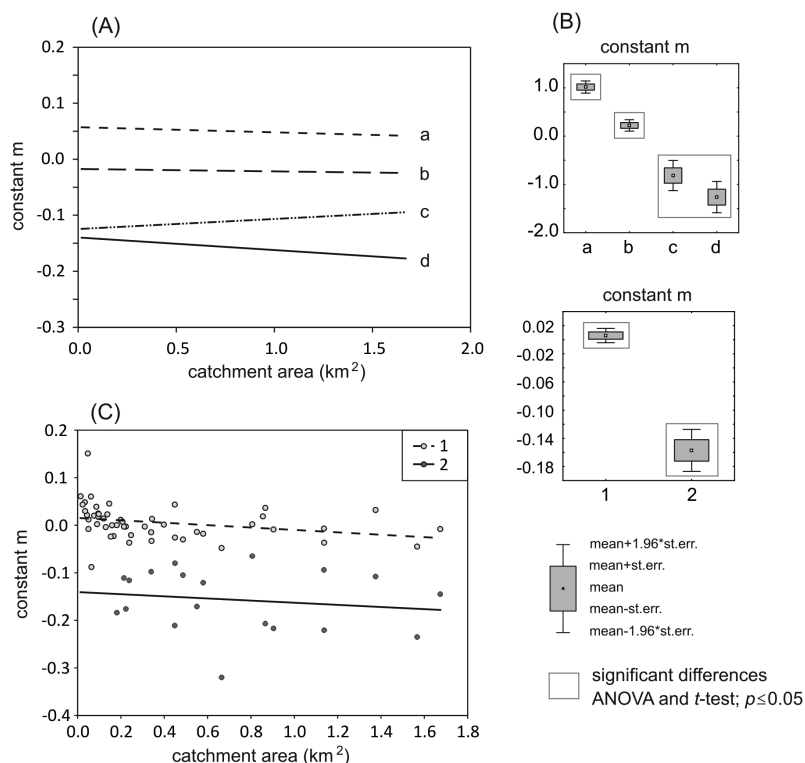 (A)
0.2
0.1
0.0
-0.1
-0.2
-0.3
constant m
a
b
c
d
0.0
0.5
1.0
1.5
2.0
catchment area (km²)
(B)
constant m
1.0
0.0
-1.0
-2.0
a
b
c
d
constant m
0.02
-0.02
-0.06
-0.10
-0.14
-0.18
1
2
(C)
0.2
0.1
0.0
-0.1
-0.2
-0.3
-0.4
constant m
1
2
0.0
0.2
0.4
0.6
0.8
1.0
1.2
1.4
1.6
1.8
catchment area (km²)
mean+1.96*st.err.
mean+st.err.
mean
mean-st.err.
mean-1.96*st.err.
significant differences
ANOVA and t-test; p≤0.05